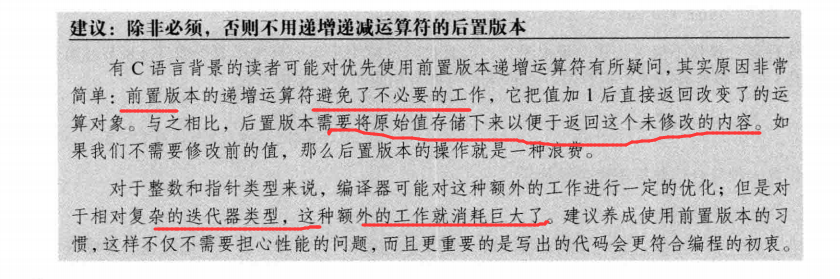 建议：除非必须，否则不用递增递减运算符的后置版本
有 C 语言背景的读者可能对优先使用前置版本递增运算符有所疑问，其实原因非常
简单：前置版本的递增运算符避免了不必要的工作，它把值加 1 后直接返回改变了的运
算对象。与之相比，后置版本需要将原始值存储下来以便于返回这个未修改的内容。如
果我们不需要修改前的值，那么后置版本的操作就是一种浪费。
对于整数和指针类型来说，编译器可能对这种额外的工作进行一定的优化；但是对
于相对复杂的迭代器类型，这种额外的工作就消耗巨大了。建议养成使用前置版本的习
惯，这样不仅不需要担心性能的问题，而且更重要的是写出的代码会更符合编程的初衷。